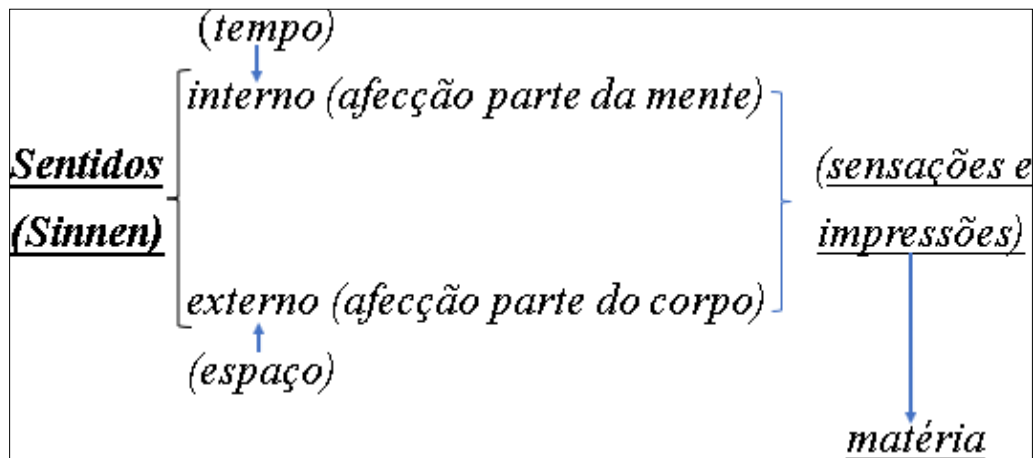 (tempo)
interno (afecção parte da mente)
Sentidos
(Sinnen)
(sensações e
impressões)
externo (afecção parte do corpo)
(espaço)
matéria